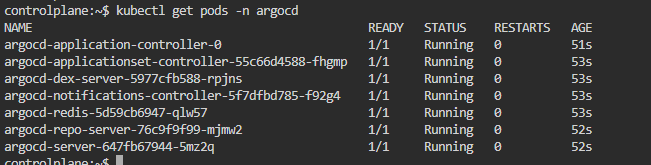 controlplane:~$ kubectl get pods -n argocd
NAME                                                READY   STATUS    RESTARTS   AGE
argocd-application-controller-0                     1/1     Running   0          51s
argocd-applicationset-controller-55c66d4588-fhgmp   1/1     Running   0          53s
argocd-dex-server-5977cfb588-rpjns                  1/1     Running   0          53s
argocd-notifications-controller-5f7dfbd785-f92g4    1/1     Running   0          53s
argocd-redis-5d59cb6947-qlw57                       1/1     Running   0          53s
argocd-repo-server-76c9f9f99-mjmw2                  1/1     Running   0          52s
argocd-server-647fb67944-5mz2q                      1/1     Running   0          52s
controlplane:~$